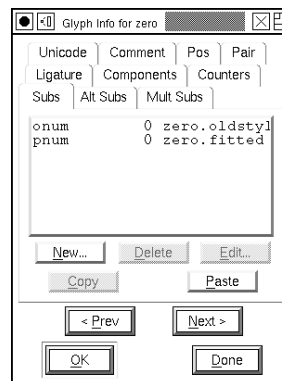 Glyph Info for zero
Unicode Comment Pos Pair
Ligature Components Counters
Subs Alt Subs Mult Subs
onum 0 zero.oldstyl
pnum 0 zero.fitted
New... Delete Edit...
Copy Paste
< Prev Next >
OK Done